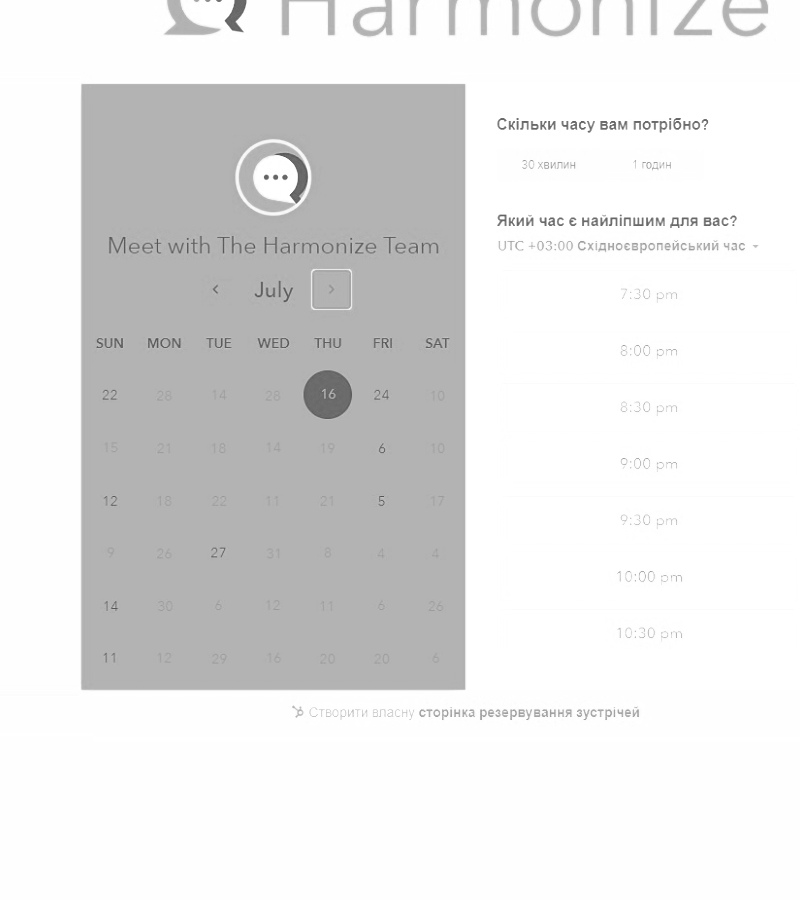 Harmonize
Meet with The Harmonize Team
July
SUN MON TUE WED THU FRI SAT
22 28 14 28 16 24 10
15 21 18 14 19 6 10
12 18 22 11 21 5 17
9 26 27 31 8 4 4
14 30 6 12 11 6 26
11 12 29 16 20 20 6
Скільки часу вам потрібно?
30 хвилин 1 годин
Який час є найліпшим для вас?
UTC +03:00 Східноєвропейський час
7:30 pm
8:00 pm
8:30 pm
9:00 pm
9:30 pm
10:00 pm
10:30 pm
Створити власну сторінка резервування зустрічей